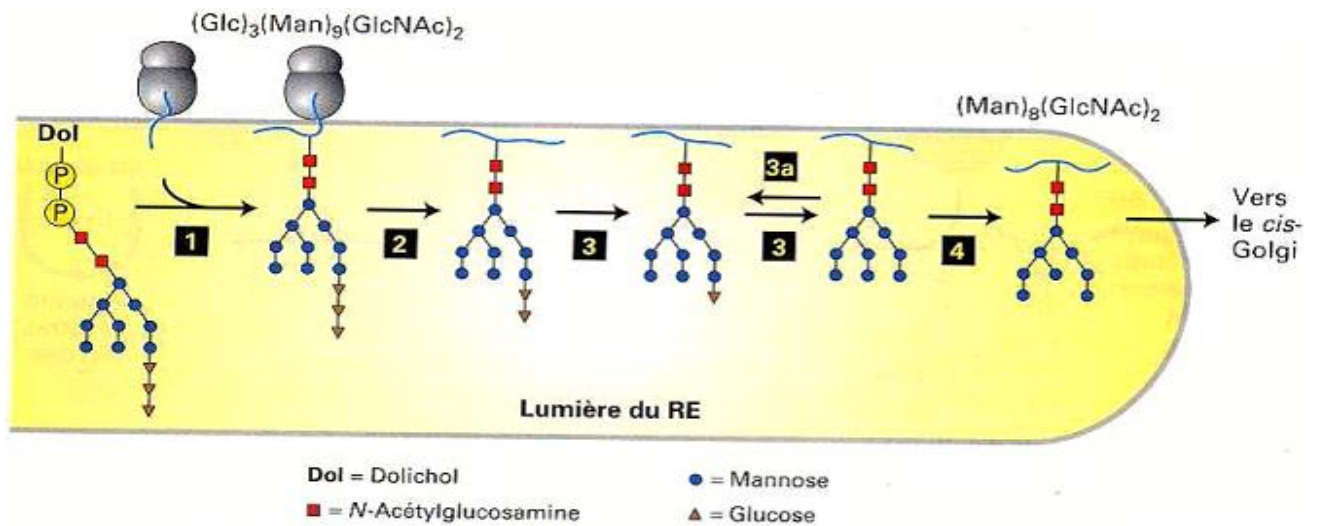 (Glc)₃(Man)₉(GlcNAc)₂
(Man)₈(GlcNAc)₂
Dol
P
P
3a
1
2
3
3
4
Vers
le cis-
Golgi
Lumière du RE
Dol = Dolichol
= Mannose
= N-Acétylglucosamine
= Glucose